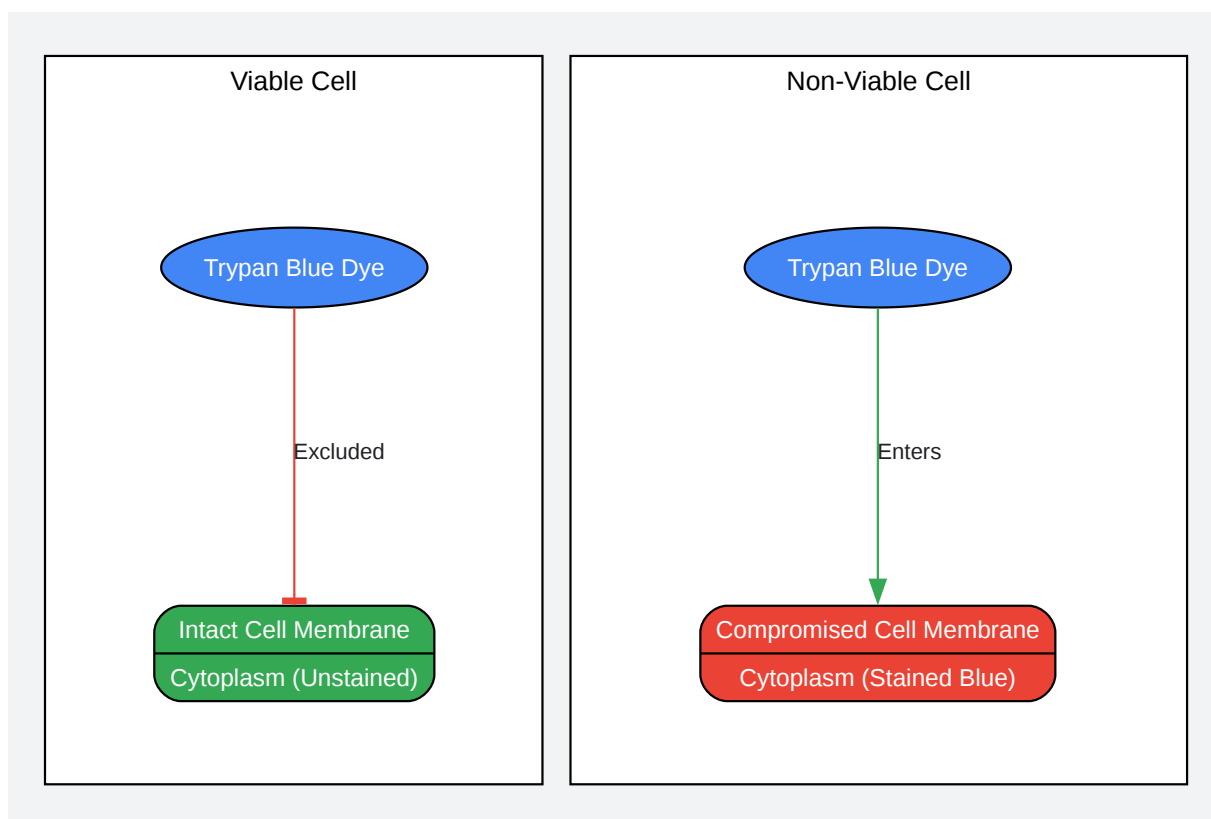 Viable Cell
Trypan Blue Dye
Excluded
Intact Cell Membrane
Cytoplasm (Unstained)
Non-Viable Cell
Trypan Blue Dye
Enters
Compromised Cell Membrane
Cytoplasm (Stained Blue)